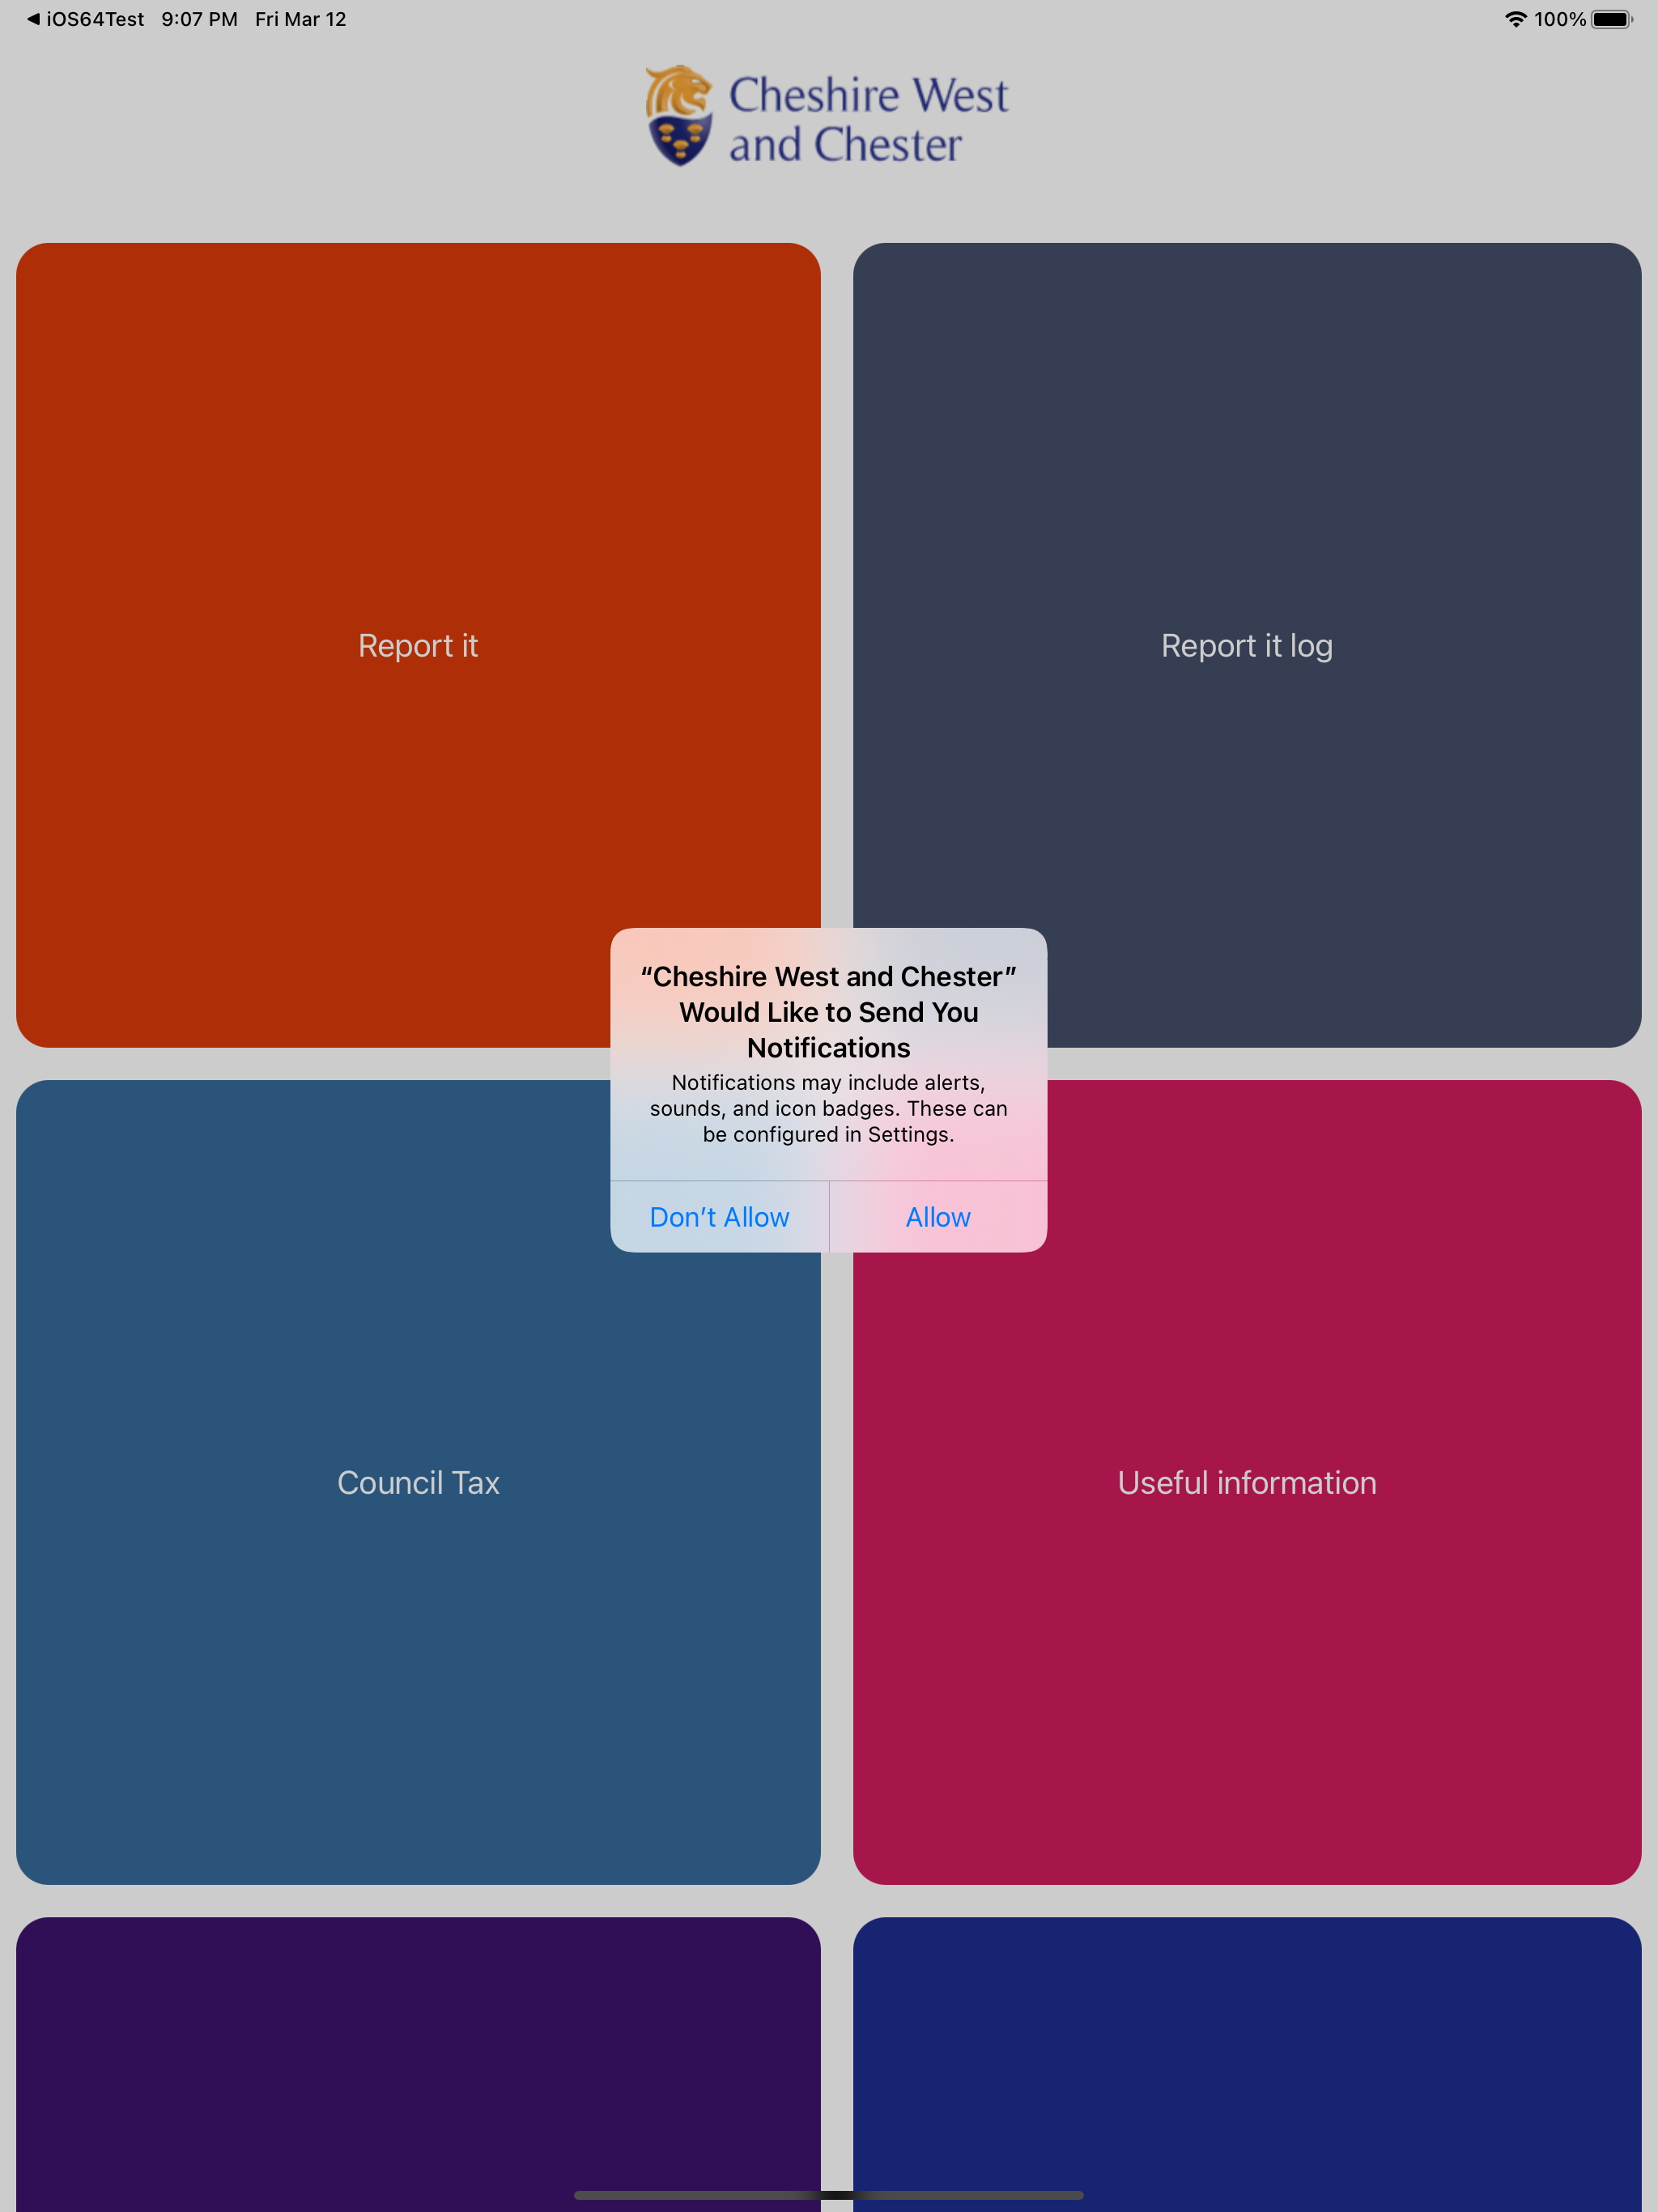 iOS64Test 9:07 PM Fri Mar 12 100%
Cheshire West
and Chester
Report it
Report it log
“Cheshire West and Chester”
Would Like to Send You
Notifications
Notifications may include alerts,
sounds, and icon badges. These can
be configured in Settings.
Don’t Allow
Allow
Council Tax
Useful information